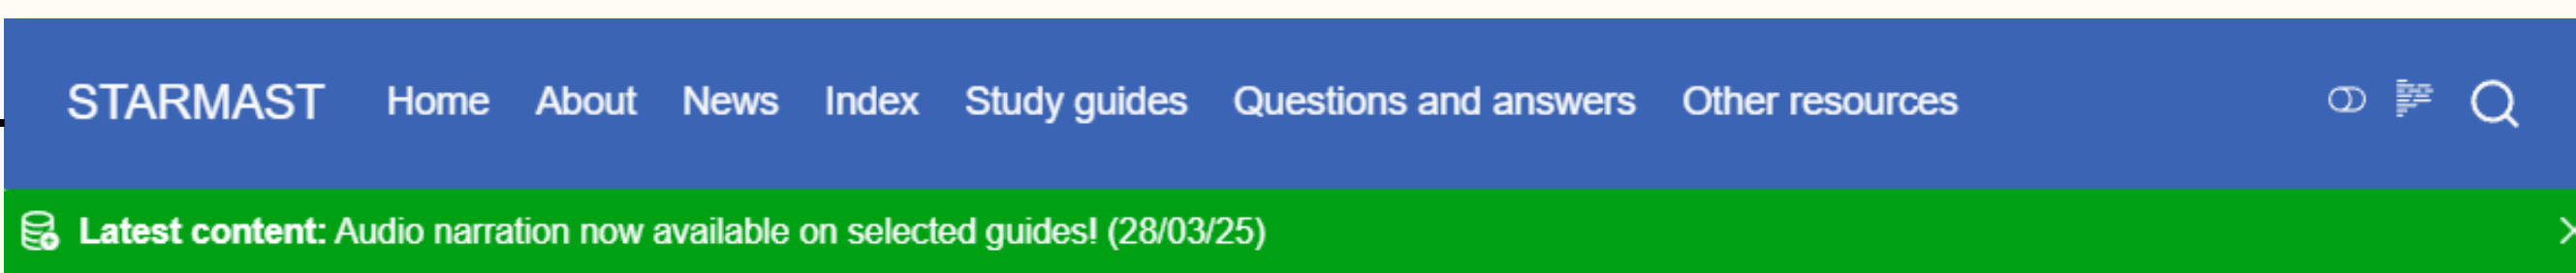 STARMAST Home About News Index Study guides Questions and answers Other resources
Latest content: Audio narration now available on selected guides! (28/03/25)